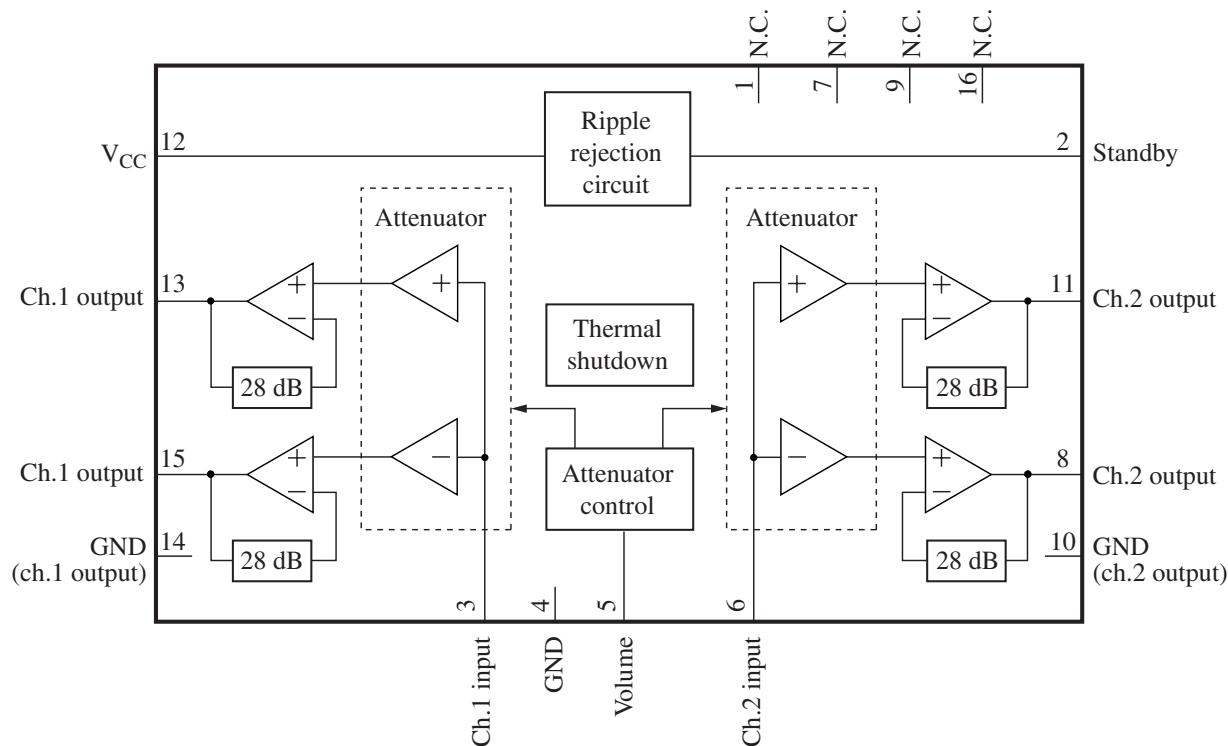 N.C.
N.C.
N.C.
N.C.
1
7
9
16
VCC
12
Ripple
rejection
circuit
2
Standby
Attenuator
Attenuator
Ch.1 output
13
+
−
+
+
+
−
11
Ch.2 output
28 dB
Thermal
shutdown
28 dB
Ch.1 output
15
+
−
−
Attenuator
control
−
+
−
8
Ch.2 output
GND
(ch.1 output)
14
28 dB
28 dB
10
GND
(ch.2 output)
3
4
5
6
Ch.1 input
GND
Volume
Ch.2 input